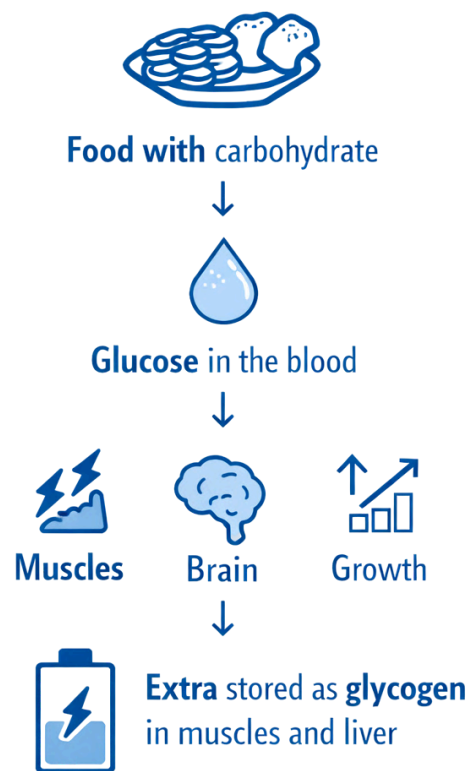 Food with carbohydrate
Glucose in the blood
Muscles
Brain
Growth
Extra stored as glycogen
in muscles and liver